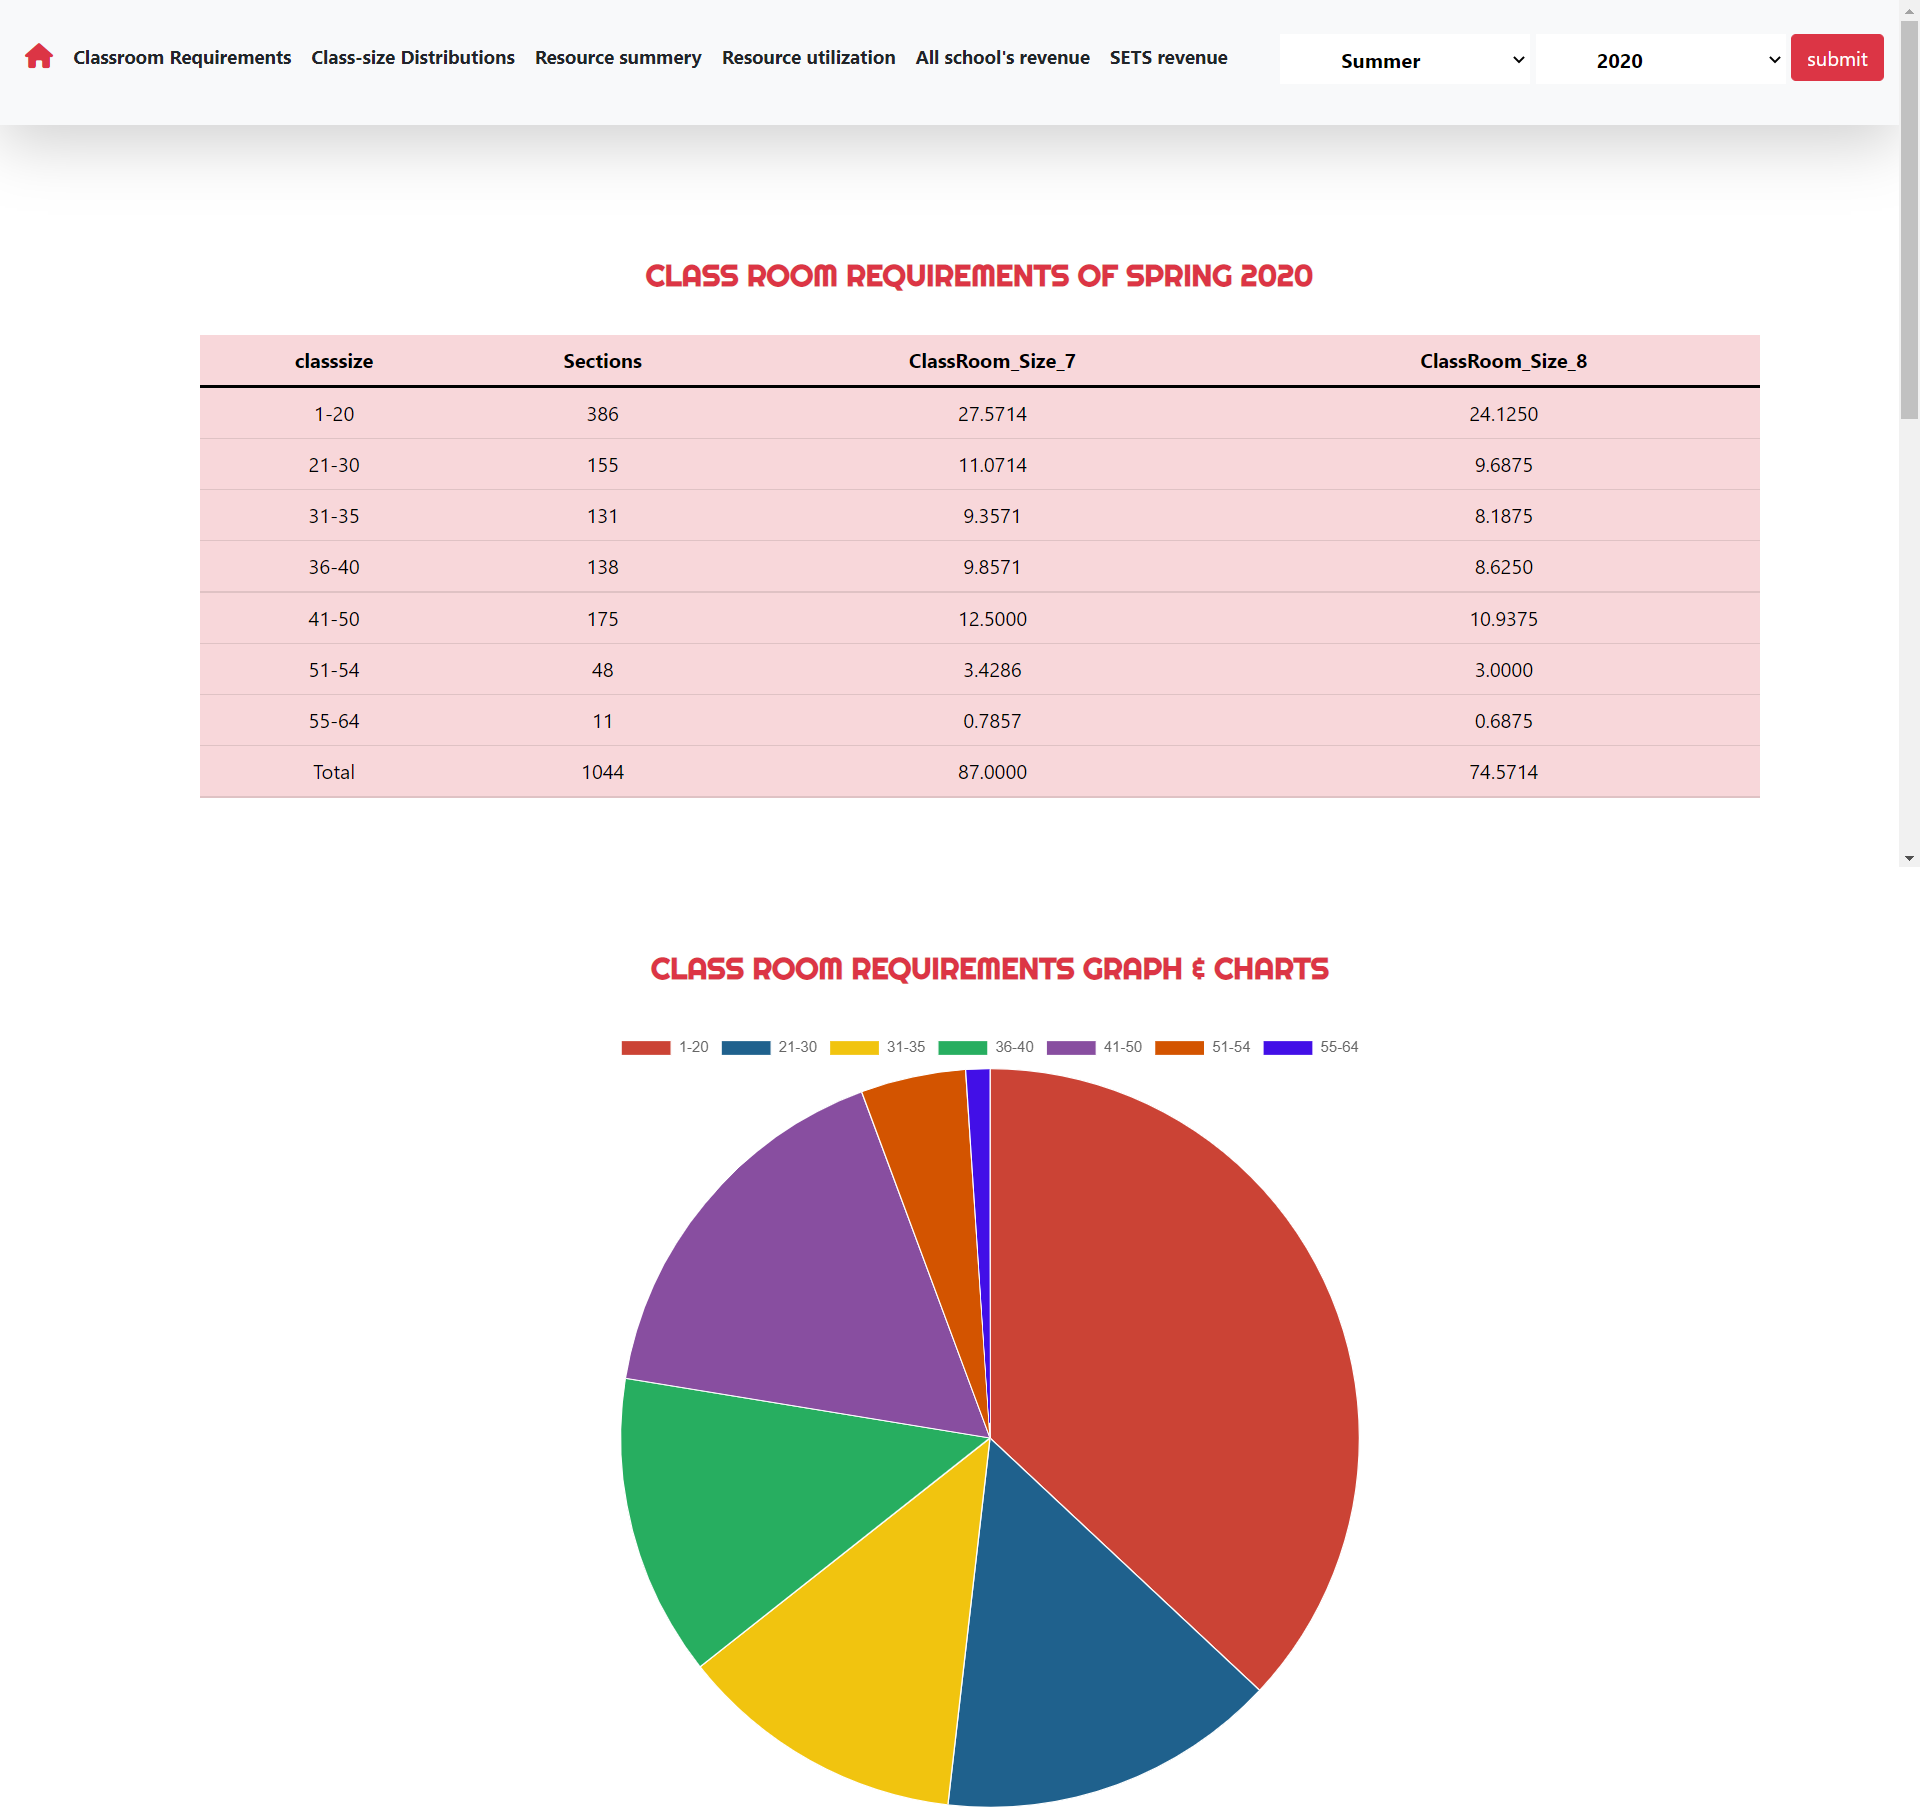 Classroom Requirements Class-size Distributions Resource summery Resource utilization All school's revenue SETS revenue Summer 2020 submit
CLASS ROOM REQUIREMENTS OF SPRING 2020
classsize Sections ClassRoom_Size_7 ClassRoom_Size_8
1-20 386 27.5714 24.1250
21-30 155 11.0714 9.6875
31-35 131 9.3571 8.1875
36-40 138 9.8571 8.6250
41-50 175 12.5000 10.9375
51-54 48 3.4286 3.0000
55-64 11 0.7857 0.6875
Total 1044 87.0000 74.5714
CLASS ROOM REQUIREMENTS GRAPH & CHARTS
1-20 21-30 31-35 36-40 41-50 51-54 55-64